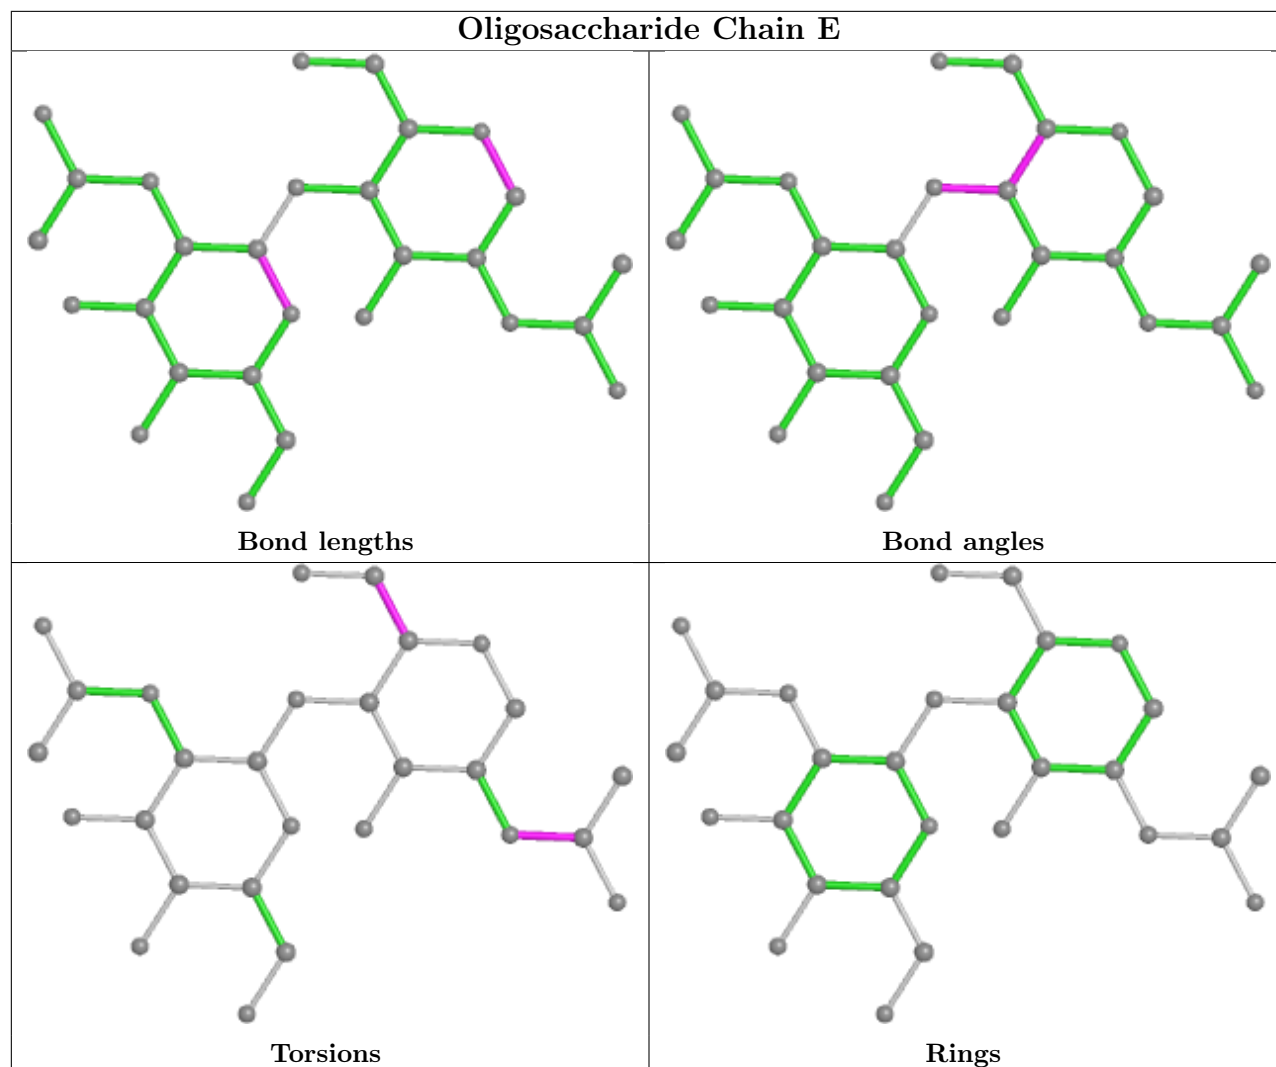 Oligosaccharide Chain E
Bond lengths
Bond angles
Torsions
Rings